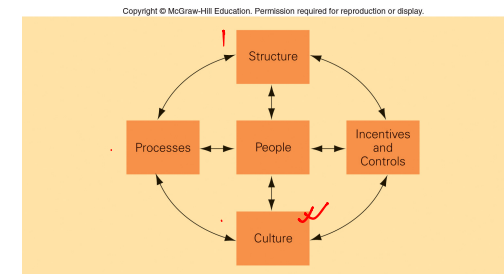 Copyright © McGraw-Hill Education. Permission required for reproduction or display.
Structure
Processes
People
Incentives
and
Controls
Culture